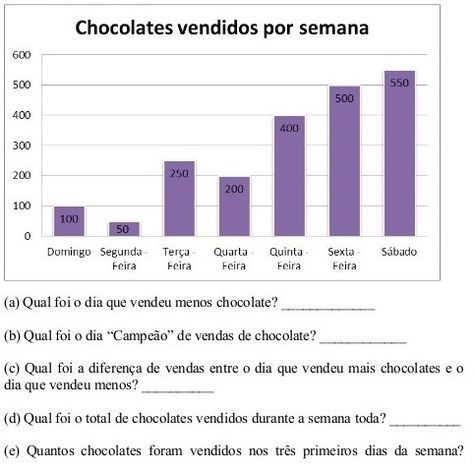 Chocolates vendidos por semana
600
500
400
300
200
100
0
100
50
250
200
400
500
550
Domingo Segunda - Terça - Quarta - Quinta - Sexta - Sábado
Feira Feira Feira Feira Feira
(a) Qual foi o dia que vendeu menos chocolate? ______________
(b) Qual foi o dia “Campeão” de vendas de chocolate? _____________
(c) Qual foi a diferença de vendas entre o dia que vendeu mais chocolates e o
dia que vendeu menos? ___________
(d) Qual foi o total de chocolates vendidos durante a semana toda? ___________
(e) Quantos chocolates foram vendidos nos três primeiros dias da semana?